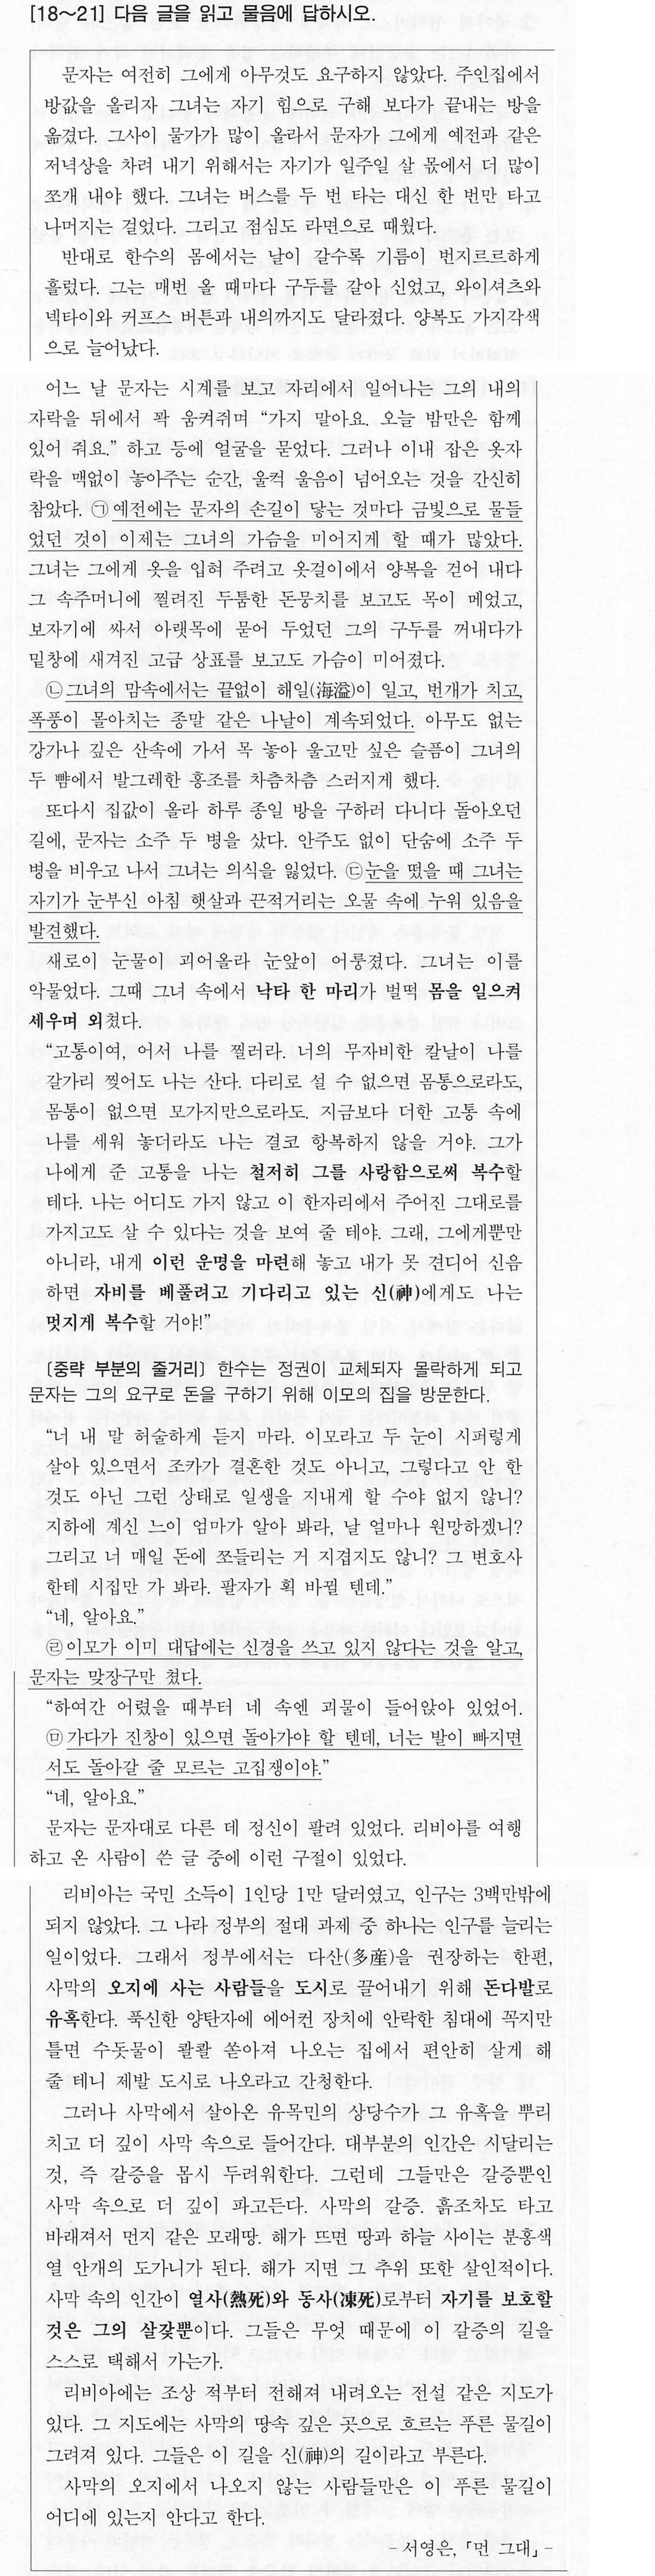 [18~21] 다음 글을 읽고 물음에 답하시오.
문자는 여전히 그에게 아무것도 요구하지 않았다. 주인집에서
방값을 올리자 그녀는 자기 힘으로 구해 보다가 끝내는 방을
옮겼다. 그사이 물가가 많이 올라서 문자가 그에게 예전과 같은
저녁상을 차려 내기 위해서는 자기가 일주일 살 몫에서 더 많이
쪼개 내야 했다. 그녀는 버스를 두 번 타는 대신 한 번만 타고
나머지는 걸었다. 그리고 점심도 라면으로 때웠다.
반대로 한수의 몸에서는 날이 갈수록 기름이 번지르르하게
흘렀다. 그는 매번 올 때마다 구두를 갈아 신었고, 와이셔츠와
넥타이와 커프스 버튼과 내의까지도 달라졌다. 양복도 가지각색
으로 늘어났다.
어느 날 문자는 시계를 보고 자리에서 일어나는 그의 내의
자락을 뒤에서 꽉 움켜쥐며 “가지 말아요. 오늘 밤만은 함께
있어 줘요.” 하고 등에 얼굴을 묻었다. 그러나 이내 잡은 옷자
락을 맥없이 놓아주는 순간, 울컥 울음이 넘어오는 것을 간신히
참았다. ㉠예전에는 문자의 손길이 닿는 것마다 금빛으로 물들
었던 것이 이제는 그녀의 가슴을 미어지게 할 때가 많았다.
그녀는 그에게 옷을 입혀 주려고 옷걸이에서 양복을 걷어 내다
그 속주머니에 찔려진 두툼한 돈뭉치를 보고도 목이 메었고,
보자기에 싸서 아랫목에 묻어 두었던 그의 구두를 꺼내다가
밑창에 새겨진 고급 상표를 보고도 가슴이 미어졌다.
㉡그녀의 맘속에서는 끝없이 해일(海溢)이 일고, 번개가 치고,
폭풍이 몰아치는 종말 같은 나날이 계속되었다. 아무도 없는
강가나 깊은 산속에 가서 목 놓아 울고만 싶은 슬픔이 그녀의
두 뺨에서 발그레한 홍조를 차츰차츰 스러지게 했다.
또다시 집값이 올라 하루 종일 방을 구하러 다니다 돌아오던
길에, 문자는 소주 두 병을 샀다. 안주도 없이 단숨에 소주 두
병을 비우고 나서 그녀는 의식을 잃었다. ㉢눈을 떴을 때 그녀는
자기가 눈부신 아침 햇살과 끈적거리는 오물 속에 누워 있음을
발견했다.
새로이 눈물이 괴어올라 눈앞이 어룽졌다. 그녀는 이를
악물었다. 그때 그녀 속에서 낙타 한 마리가 벌떡 몸을 일으켜
세우며 외쳤다.
“고통이여, 어서 나를 찔러라. 너의 무자비한 칼날이 나를
갈가리 찢어도 나는 산다. 다리로 설 수 없으면 몸통으로라도,
몸통이 없으면 모가지만으로라도. 지금보다 더한 고통 속에
나를 세워 놓더라도 나는 결코 항복하지 않을 거야. 그가
나에게 준 고통을 나는 철저히 그를 사랑함으로써 복수할
테다. 나는 어디도 가지 않고 이 한자리에서 주어진 그대로를
가지고도 살 수 있다는 것을 보여 줄 테야. 그래, 그에게뿐만
아니라, 내게 이런 운명을 마련해 놓고 내가 못 견디어 신음
하면 자비를 베풀려고 기다리고 있는 신(神)에게도 나는
멋지게 복수할 거야!”
[중략 부분의 줄거리] 한수는 정권이 교체되자 몰락하게 되고
문자는 그의 요구로 돈을 구하기 위해 이모의 집을 방문한다.
“너 내 말 허술하게 듣지 마라. 이모라고 두 눈이 시퍼렇게
살아 있으면서 조카가 결혼한 것도 아니고, 그렇다고 안 한
것도 아닌 그런 상태로 일생을 지내게 할 수야 없지 않니?
지하에 계신 느이 엄마가 알아 봐라, 날 얼마나 원망하겠니?
그리고 너 매일 돈에 쪼들리는 거 지겹지도 않니? 그 변호사
한테 시집만 가 봐라. 팔자가 획 바뀔 텐데.”
“네, 알아요.”
㉣이모가 이미 대답에는 신경을 쓰고 있지 않다는 것을 알고,
문자는 맞장구만 쳤다.
“하여간 어렸을 때부터 네 속엔 괴물이 들어앉아 있었어.
㉤가다가 진창이 있으면 돌아가야 할 텐데, 너는 발이 빠지면
서도 돌아갈 줄 모르는 고집쟁이야.”
“네, 알아요.”
문자는 문자대로 다른 데 정신이 팔려 있었다. 리비아를 여행
하고 온 사람이 쓴 글 중에 이런 구절이 있었다.
리비아는 국민 소득이 1인당 1만 달러였고, 인구는 3백만밖에
되지 않았다. 그 나라 정부의 절대 과제 중 하나는 인구를 늘리는
일이었다. 그래서 정부에서는 다산(多産)을 권장하는 한편,
사막의 오지에 사는 사람들을 도시로 끌어내기 위해 돈다발로
유혹한다. 푹신한 양탄자에 에어컨 장치에 안락한 침대에 꼭지만
틀면 수돗물이 콸콸 쏟아져 나오는 집에서 편안히 살게 해
줄 테니 제발 도시로 나오라고 간청한다.
그러나 사막에서 살아온 유목민의 상당수가 그 유혹을 뿌리
치고 더 깊이 사막 속으로 들어간다. 대부분의 인간은 시달리는
것, 즉 갈증을 몹시 두려워한다. 그런데 그들만은 갈증뿐인
사막 속으로 더 깊이 파고든다. 사막의 갈증. 흙조차도 타고
바래져서 먼지 같은 모래땅. 해가 뜨면 땅과 하늘 사이는 분홍색
열 안개의 도가니가 된다. 해가 지면 그 추위 또한 살인적이다.
사막 속의 인간이 열사(熱死)와 동사(凍死)로부터 자기를 보호할
것은 그의 살갗뿐이다. 그들은 무엇 때문에 이 갈증의 길을
스스로 택해서 가는가.
리비아에는 조상 적부터 전해져 내려오는 전설 같은 지도가
있다. 그 지도에는 사막의 땅속 깊은 곳으로 흐르는 푸른 물길이
그려져 있다. 그들은 이 길을 신(神)의 길이라고 부른다.
사막의 오지에서 나오지 않는 사람들만은 이 푸른 물길이
어디에 있는지 안다고 한다.
- 서영은, 「먼 그대」 -